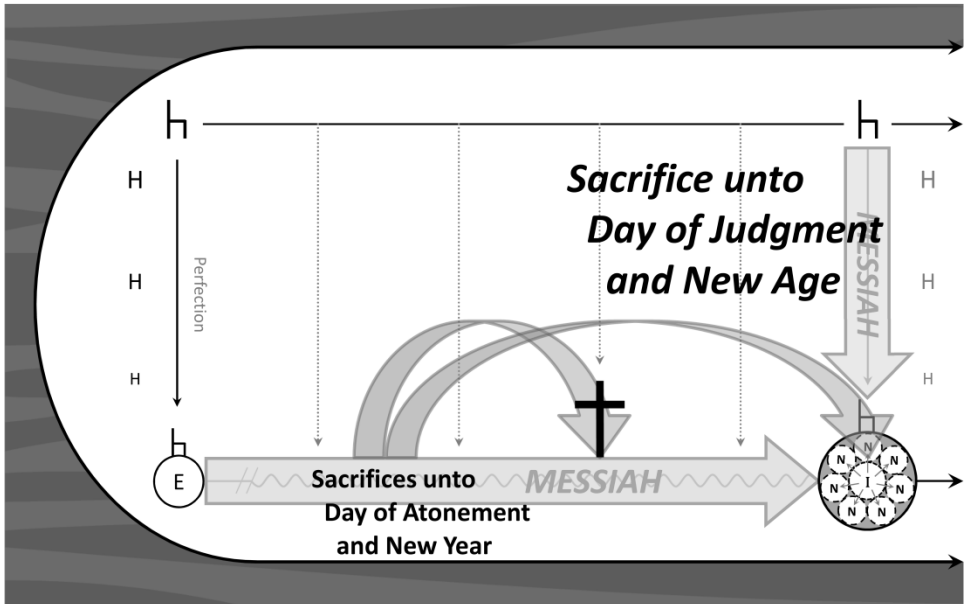 H
H
Sacrifice unto
Day of Judgment
and New Age
MESSIAH
Perfection
H
H
H
H
E
MESSIAH
Sacrifices unto
Day of Atonement
and New Year
N
N
N
N
I
N
N
N